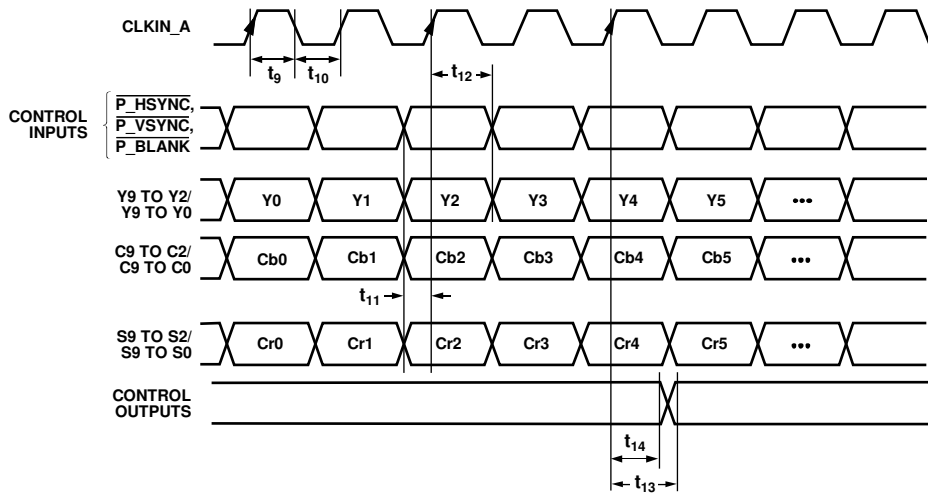 CLKIN_A
t9 t10 t12
CONTROL INPUTS
P_HSYNC,
P_VSYNC,
P_BLANK
Y9 TO Y2/
Y9 TO Y0
Y0 Y1 Y2 Y3 Y4 Y5 •••
C9 TO C2/
C9 TO C0
Cb0 Cb1 Cb2 Cb3 Cb4 Cb5 •••
t11
S9 TO S2/
S9 TO S0
Cr0 Cr1 Cr2 Cr3 Cr4 Cr5 •••
CONTROL
OUTPUTS
t14
t13